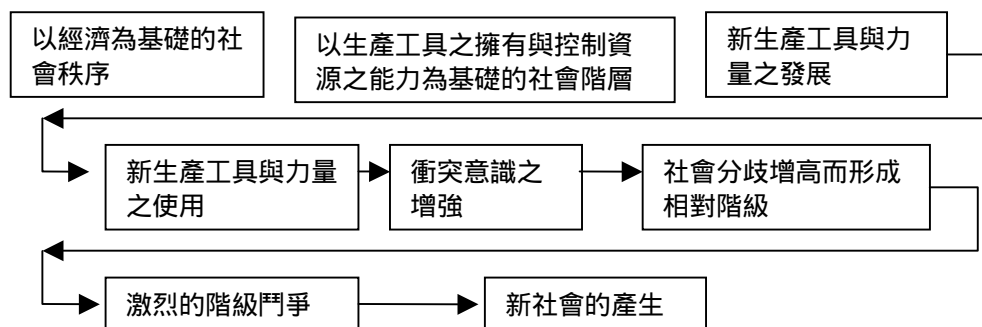 以經濟為基礎的社
會秩序
以生產工具之擁有與控制資
源之能力為基礎的社會階層
新生產工具與力
量之發展
新生產工具與力量
之使用
衝突意識之
增強
社會分歧增高而形成
相對階級
激烈的階級鬥爭
新社會的產生